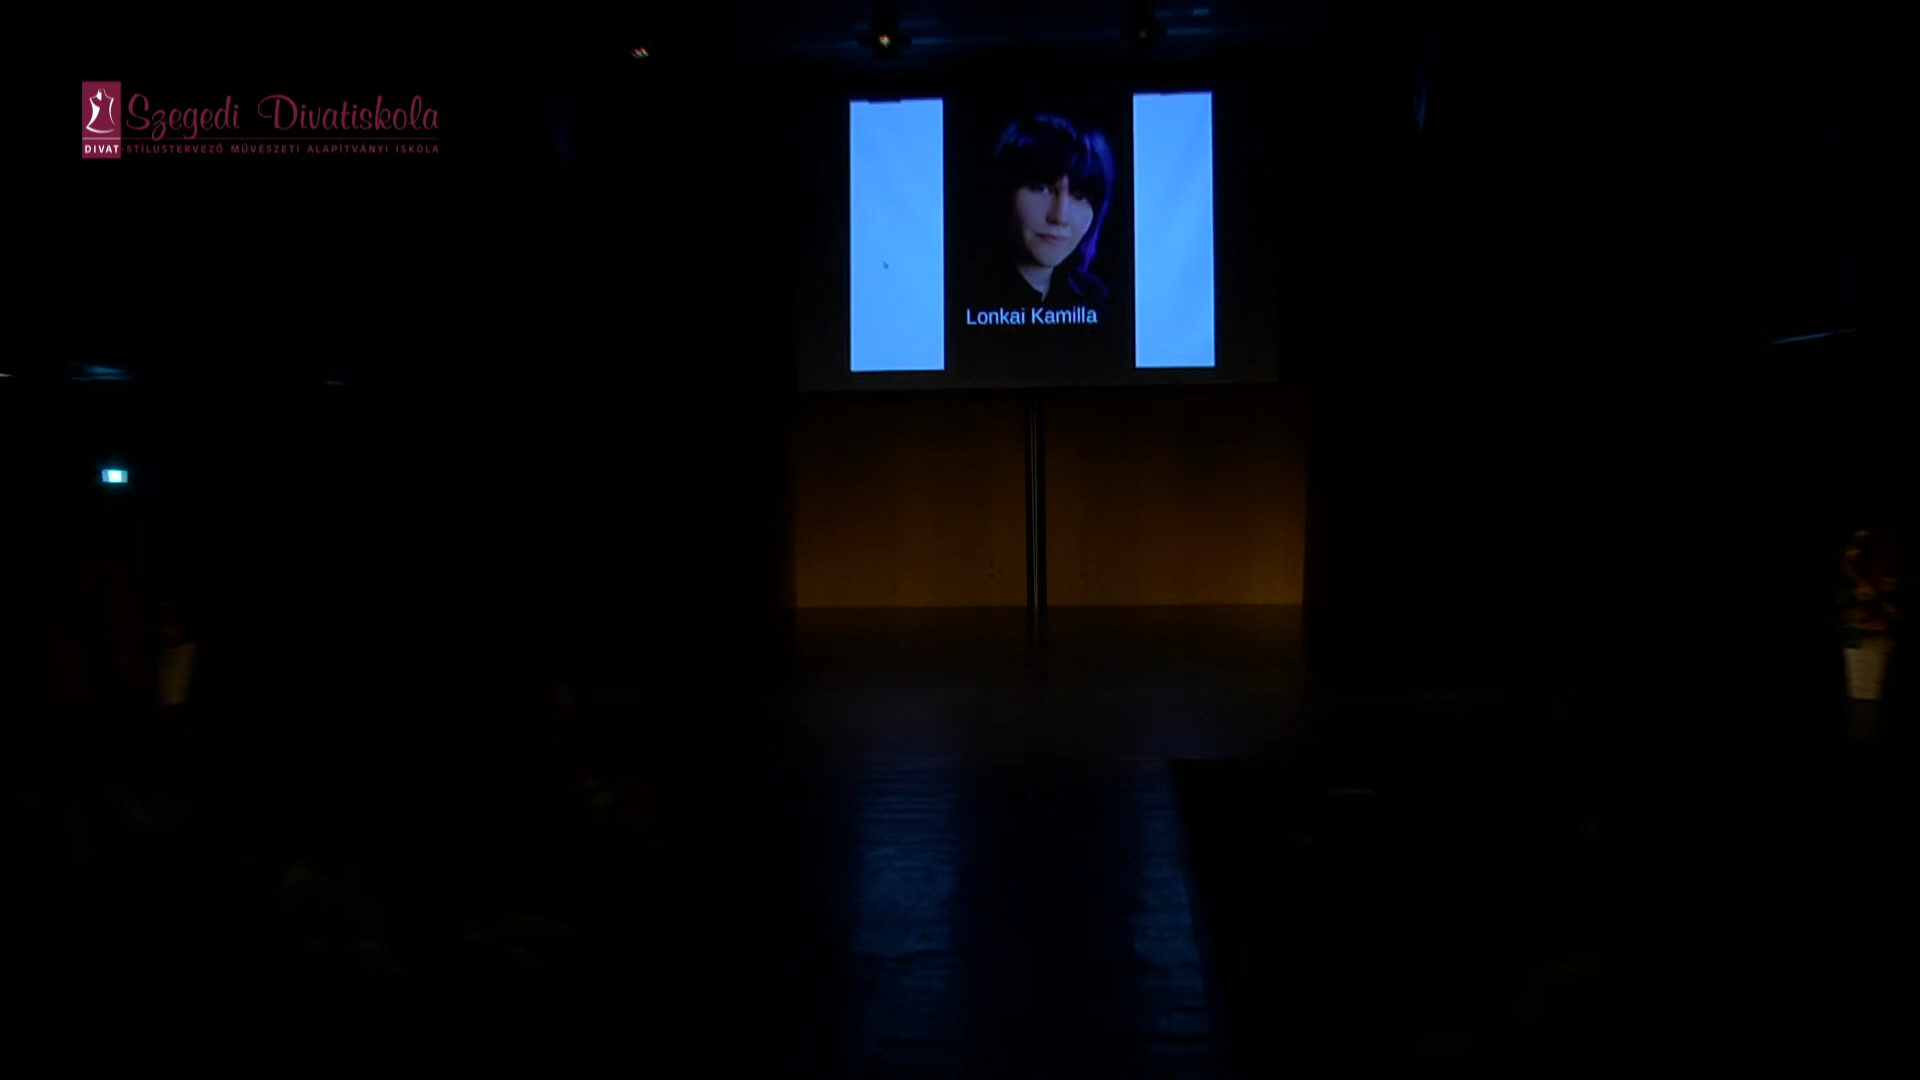 Szegedi Divatiskola
DIVAT-STÍLUSTERVEZŐ MŰVÉSZETI ALAPÍTVÁNYI ISKOLA
Lonkai Kamilla